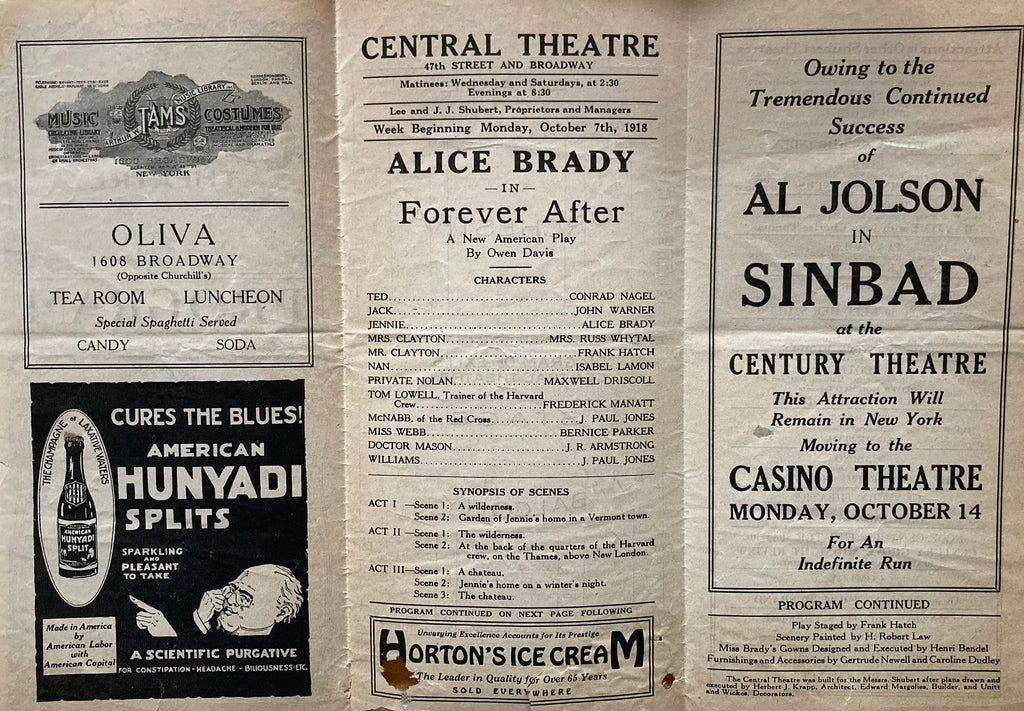 MUSIC
TAMS
COSTUMES
MUSIC LIBRARY
ARTHUR W.
1600 BROADWAY
NEW YORK
OLIVA
1608 BROADWAY
(Opposite Churchill's)
TEA ROOM LUNCHEON
Special Spaghetti Served
CANDY SODA
CURES THE BLUES!
THE CHAMPAGNE of LAXATIVE WATERS
AMERICAN
HUNYADI
SPLITS
AMERICAN
HUNYADI
SPLIT
SPARKLING
AND
PLEASANT
TO TAKE
Made in America
by
American Labor
with
American Capital
A SCIENTIFIC PURGATIVE
FOR CONSTIPATION - HEADACHE - BILIOUSNESS-ETC.
CENTRAL THEATRE
47th STREET AND BROADWAY
Matinees: Wednesday and Saturdays, at 2:30
Evenings at 8:30
Lee and J. J. Shubert, Proprietors and Managers
Week Beginning Monday, October 7th, 1918
ALICE BRADY
—IN—
Forever After
A New American Play
By Owen Davis
CHARACTERS
TED....CONRAD NAGEL
JACK....JOHN WARNER
JENNIE....ALICE BRADY
MRS. CLAYTON....MRS. RUSS WHYTAL
MR. CLAYTON....FRANK HATCH
NAN....ISABEL LAMON
PRIVATE NOLAN....MAXWELL DRISCOLL
TOM LOWELL, Trainer of the Harvard
Crew....FREDERICK MANATT
McNABB, of the Red Cross....J. PAUL JONES
MISS WEBB....BERNICE PARKER
DOCTOR MASON....J. R. ARMSTRONG
WILLIAMS....J. PAUL JONES
SYNOPSIS OF SCENES
ACT I —Scene 1: A wilderness.
Scene 2: Garden of Jennie's home in a Vermont town.
ACT II —Scene 1: The wilderness.
Scene 2: At the back of the quarters of the Harvard
crew, on the Thames, above New London.
ACT III—Scene 1: A chateau.
Scene 2: Jennie's home on a winter's night.
Scene 3: The chateau.
PROGRAM CONTINUED ON NEXT PAGE FOLLOWING
Unvarying Excellence Accounts for Its Prestige
HORTON'S ICE CREAM
The Leader in Quality for Over 65 Years
SOLD EVERYWHERE
Owing to the
Tremendous Continued
Success
of
AL JOLSON
IN
SINBAD
at the
CENTURY THEATRE
This Attraction Will
Remain in New York
Moving to the
CASINO THEATRE
MONDAY, OCTOBER 14
For An
Indefinite Run
PROGRAM CONTINUED
Play Staged by Frank Hatch
Scenery Painted by H. Robert Law
Miss Brady's Gowns Designed and Executed by Henri Bendel
Furnishings and Accessories by Gertrude Newell and Caroline Dudley
The Central Theatre was built for the Messrs. Shubert after plans drawn and
executed by Herbert J. Krapp, Architect, Edward Margolies, Builder, and Unitt
and Wickes, Decorators.